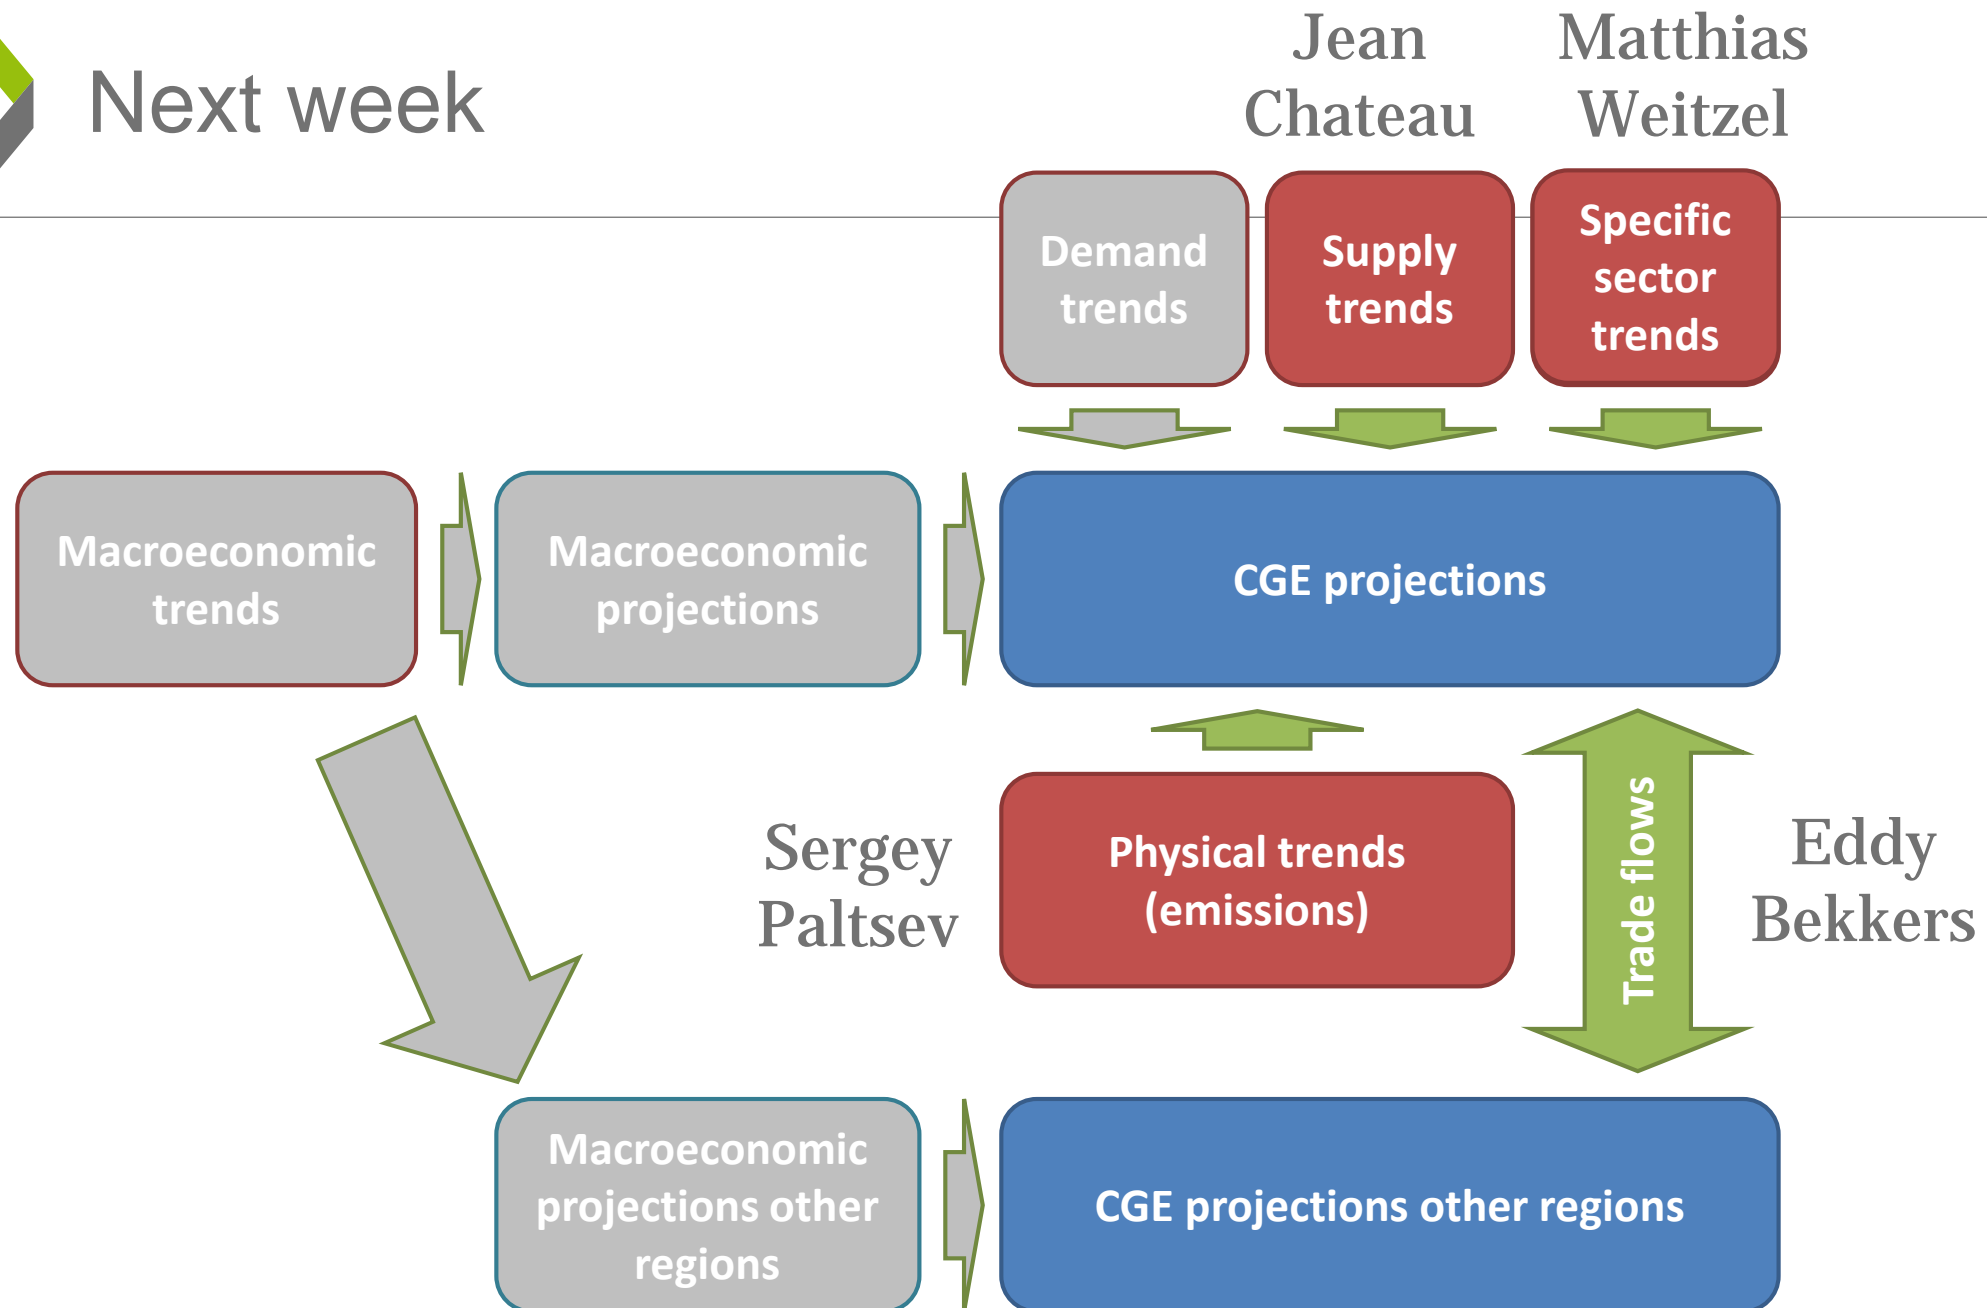 Next week
Jean
Chateau
Matthias
Weitzel
Demand
trends
Supply
trends
Specific
sector
trends
Macroeconomic
trends
Macroeconomic
projections
CGE projections
Sergey
Paltsev
Physical trends
(emissions)
Trade flows
Eddy
Bekkers
Macroeconomic
projections other
regions
CGE projections other regions